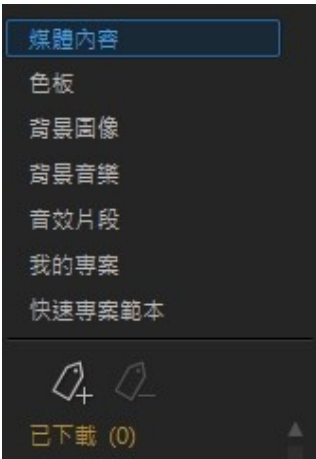 媒體內容
色板
背景圖像
背景音樂
音效片段
我的專案
快速專案範本
已下載 (0)